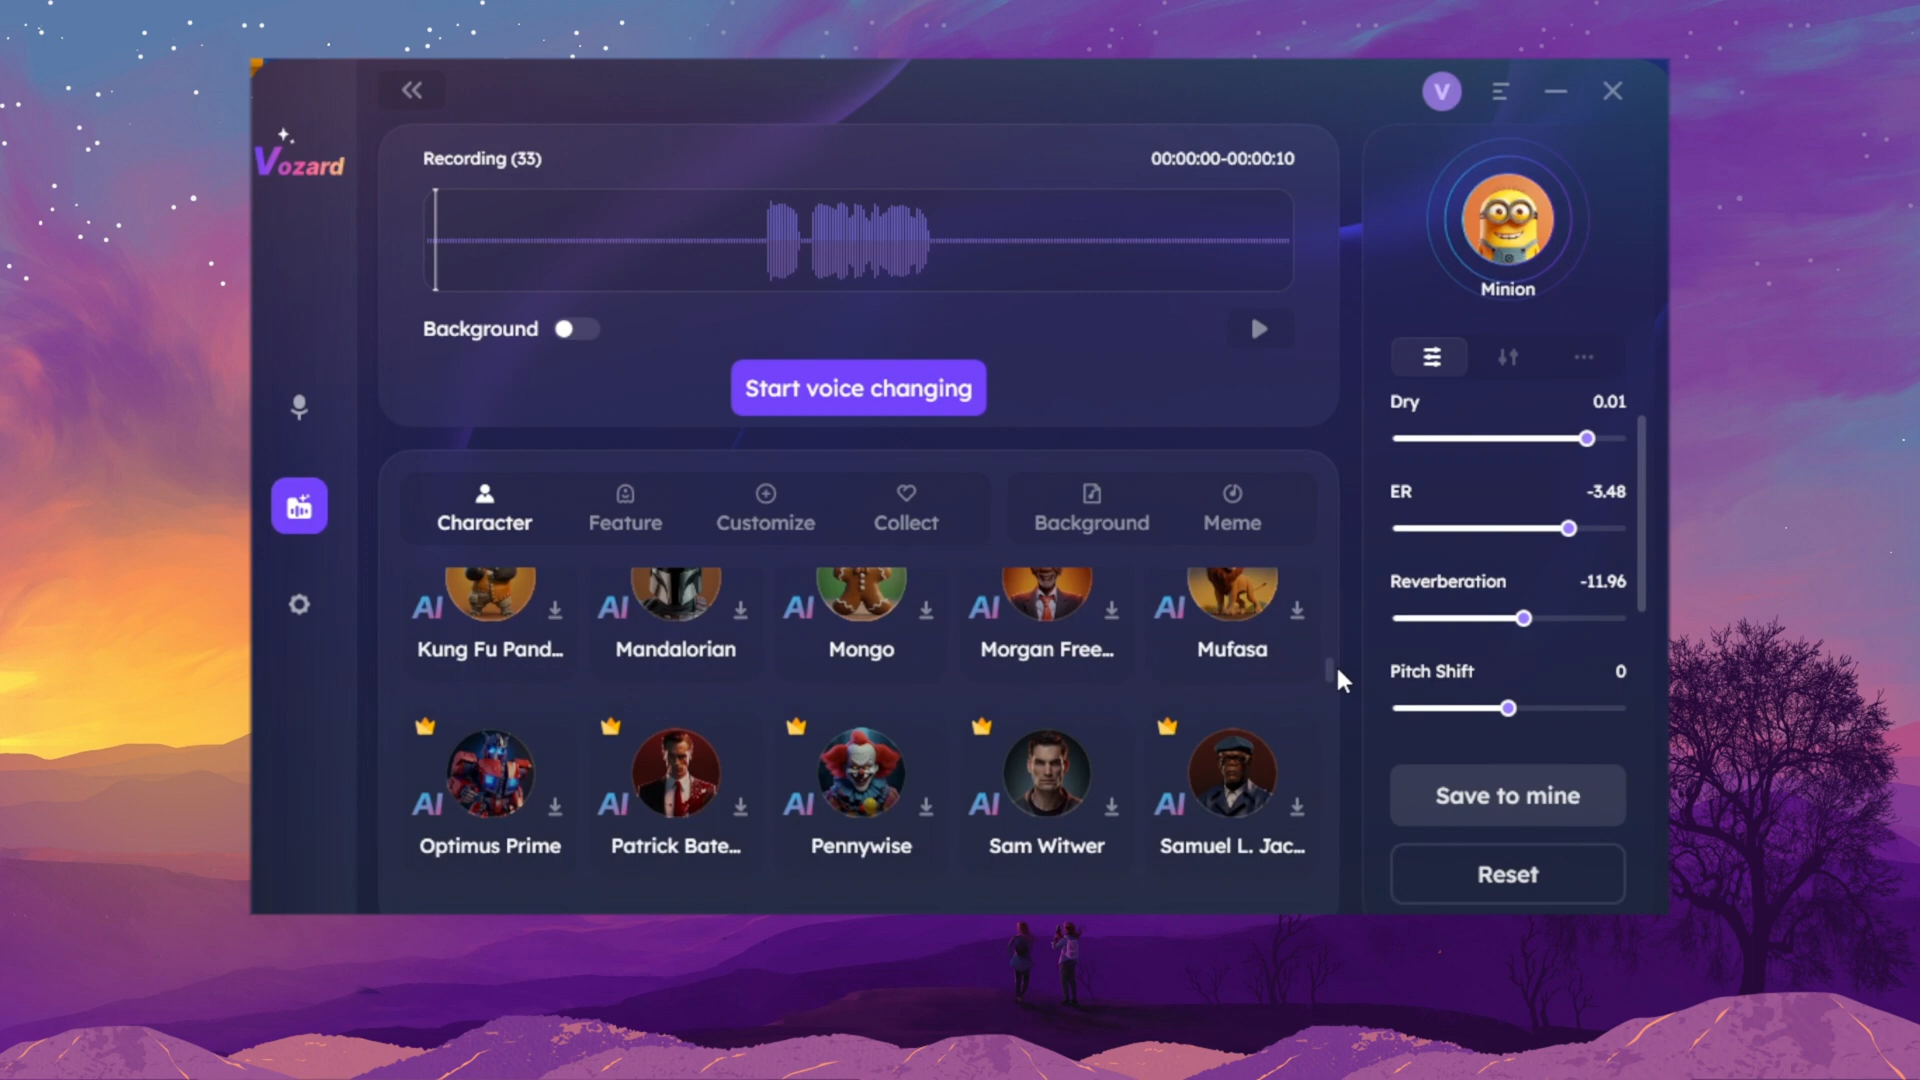 V
Vozard
Recording (33)
00:00:00-00:00:10
Background
Start voice changing
Minion
Dry
0.01
ER
-3.48
Reverberation
-11.96
Pitch Shift
0
Save to mine
Reset
Character
Feature
Customize
Collect
Background
Meme
AI
AI
AI
AI
AI
Kung Fu Pand...
Mandalorian
Mongo
Morgan Free...
Mufasa
AI
AI
AI
AI
AI
Optimus Prime
Patrick Bate...
Pennywise
Sam Witwer
Samuel L. Jac...